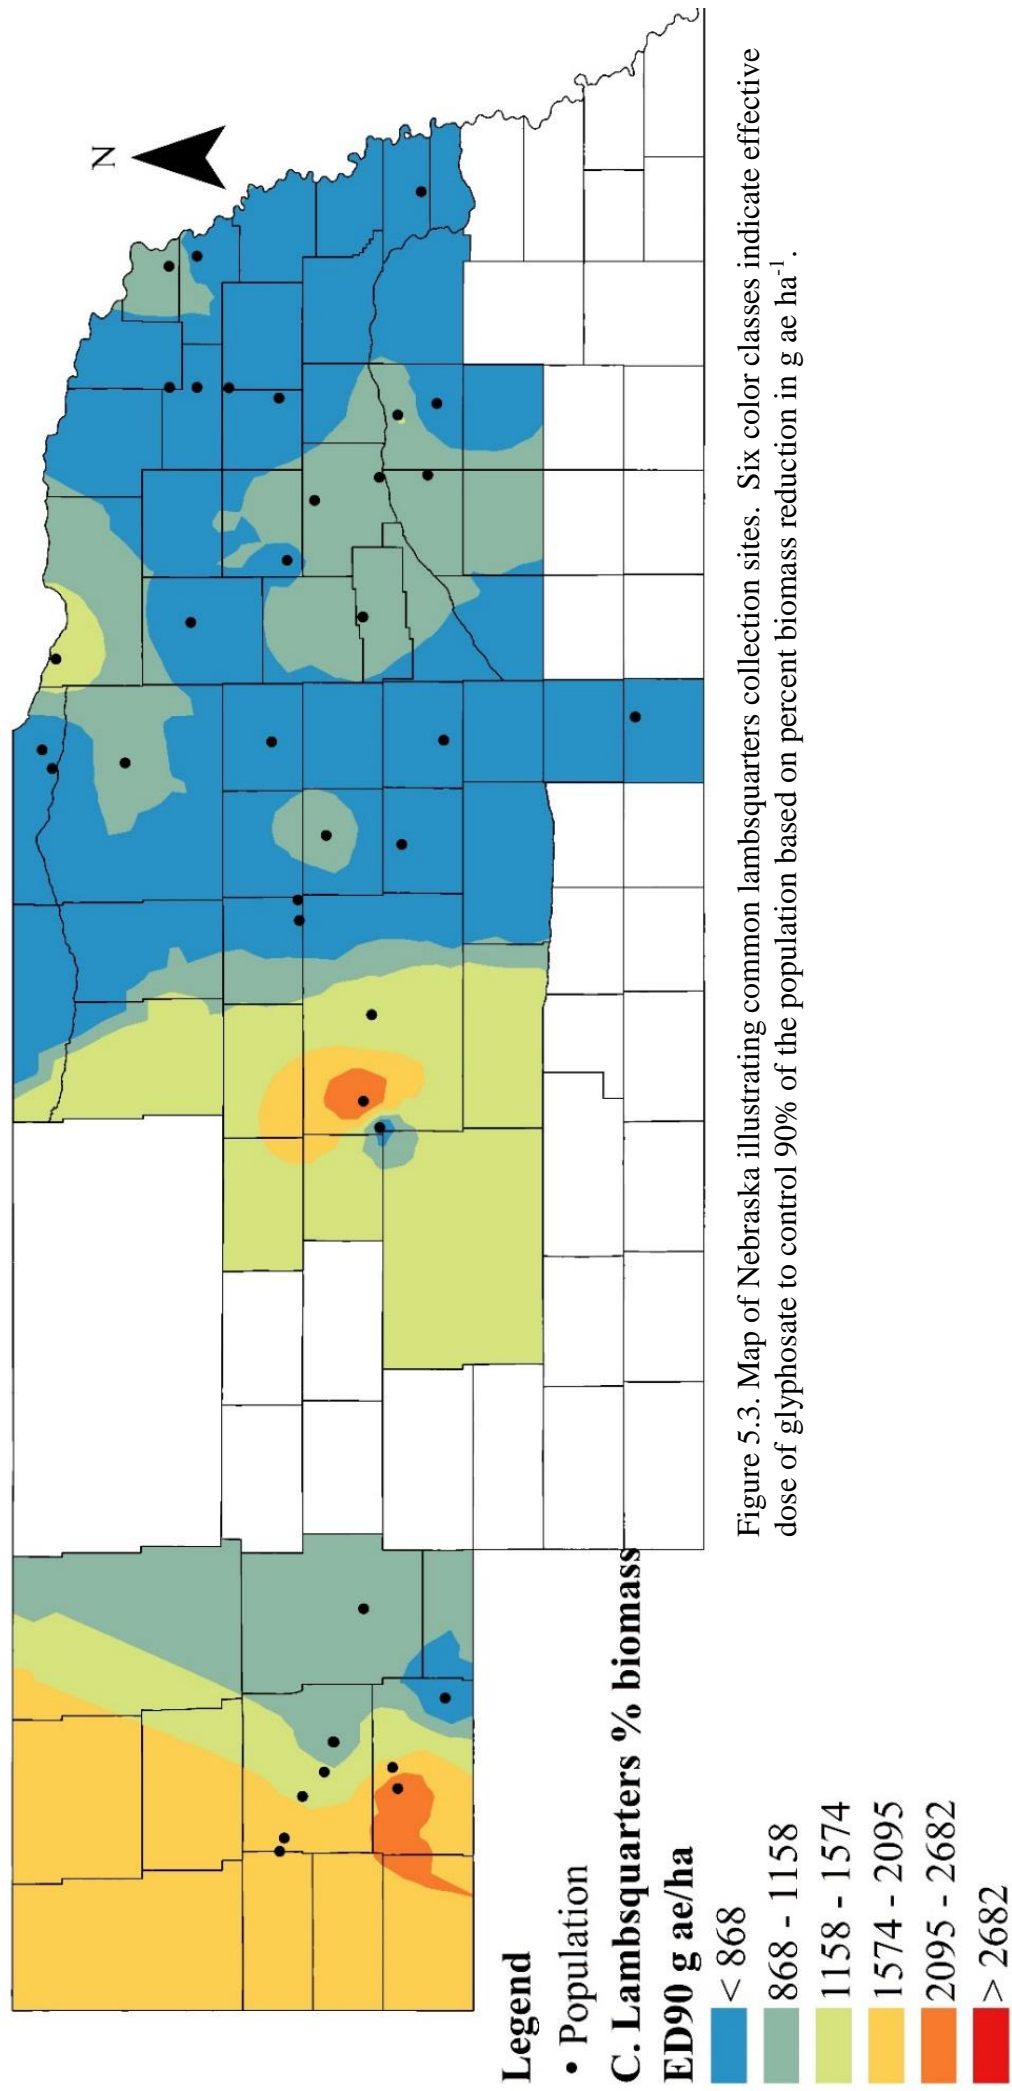 N
Legend
• Population
C. Lambsquarters % biomass
ED90 g ae/ha
< 868
868 - 1158
1158 - 1574
1574 - 2095
2095 - 2682
> 2682
Figure 5.3. Map of Nebraska illustrating common lambsquarters collection sites.  Six color classes indicate effective
dose of glyphosate to control 90% of the population based on percent biomass reduction in g ae ha⁻¹.